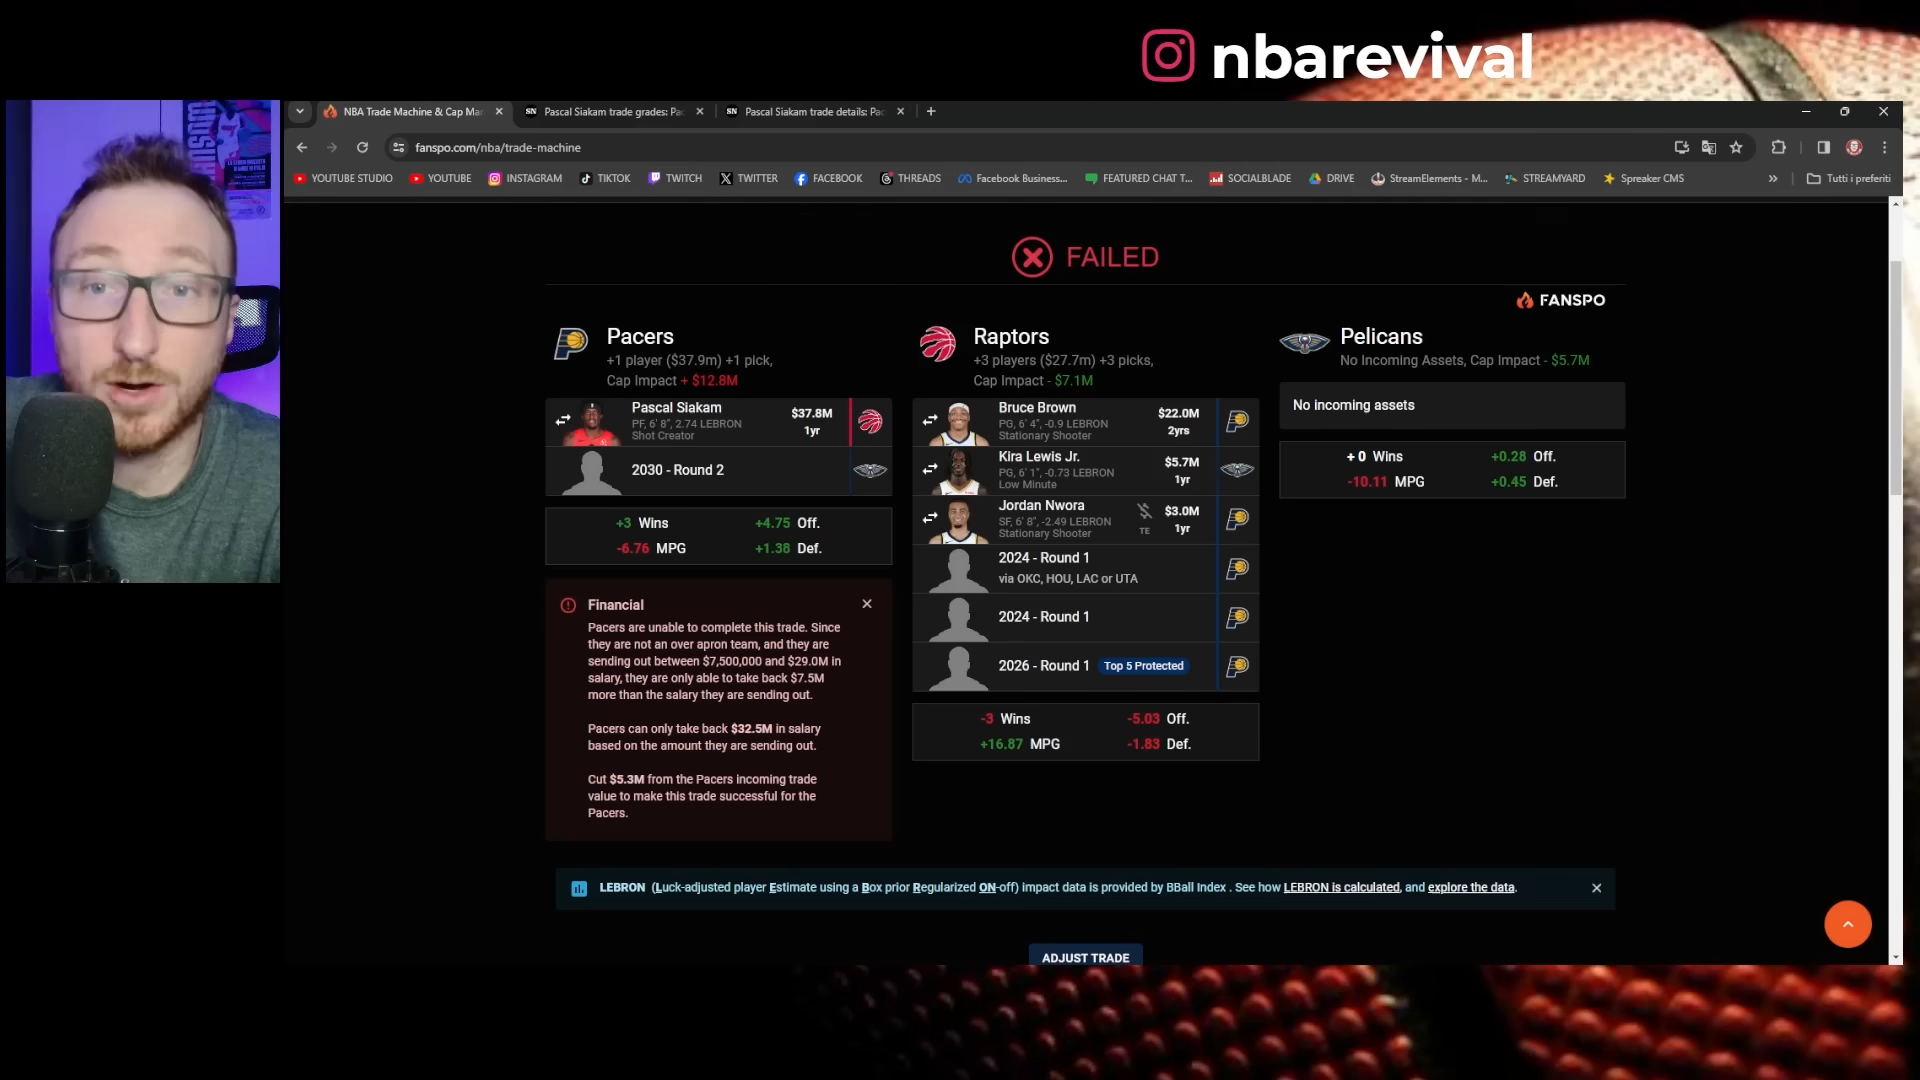 nbarevival
NBA Trade Machine & Cap Mar
SN Pascal Siakam trade grades: Pac
SN Pascal Siakam trade details: Pac
fanspo.com/nba/trade-machine
YOUTUBE STUDIO
YOUTUBE
INSTAGRAM
TIKTOK
TWITCH
TWITTER
FACEBOOK
THREADS
Facebook Business...
FEATURED CHAT T...
SOCIALBLADE
DRIVE
StreamElements - M...
STREAMYARD
Spreaker CMS
Tutti i preferiti
FAILED
FANSPO
Pacers
+1 player ($37.9m) +1 pick,
Cap Impact + $12.8M
Pascal Siakam
PF, 6' 8", 2.74 LEBRON
Shot Creator
$37.8M
1yr
2030 - Round 2
+3 Wins
+4.75 Off.
-6.76 MPG
+1.38 Def.
Financial
Pacers are unable to complete this trade. Since
they are not an over apron team, and they are
sending out between $7,500,000 and $29.0M in
salary, they are only able to take back $7.5M
more than the salary they are sending out.
Pacers can only take back $32.5M in salary
based on the amount they are sending out.
Cut $5.3M from the Pacers incoming trade
value to make this trade successful for the
Pacers.
Raptors
+3 players ($27.7m) +3 picks,
Cap Impact - $7.1M
Bruce Brown
PG, 6' 4", -0.9 LEBRON
Stationary Shooter
$22.0M
2yrs
Kira Lewis Jr.
PG, 6' 1", -0.73 LEBRON
Low Minute
$5.7M
1yr
Jordan Nwora
SF, 6' 8", -2.49 LEBRON
Stationary Shooter
TE
$3.0M
1yr
2024 - Round 1
via OKC, HOU, LAC or UTA
2024 - Round 1
2026 - Round 1 Top 5 Protected
-3 Wins
-5.03 Off.
+16.87 MPG
-1.83 Def.
Pelicans
No Incoming Assets, Cap Impact - $5.7M
No incoming assets
+ 0 Wins
+0.28 Off.
-10.11 MPG
+0.45 Def.
LEBRON (Luck-adjusted player Estimate using a Box prior Regularized ON-off) impact data is provided by BBall Index . See how LEBRON is calculated, and explore the data.
ADJUST TRADE